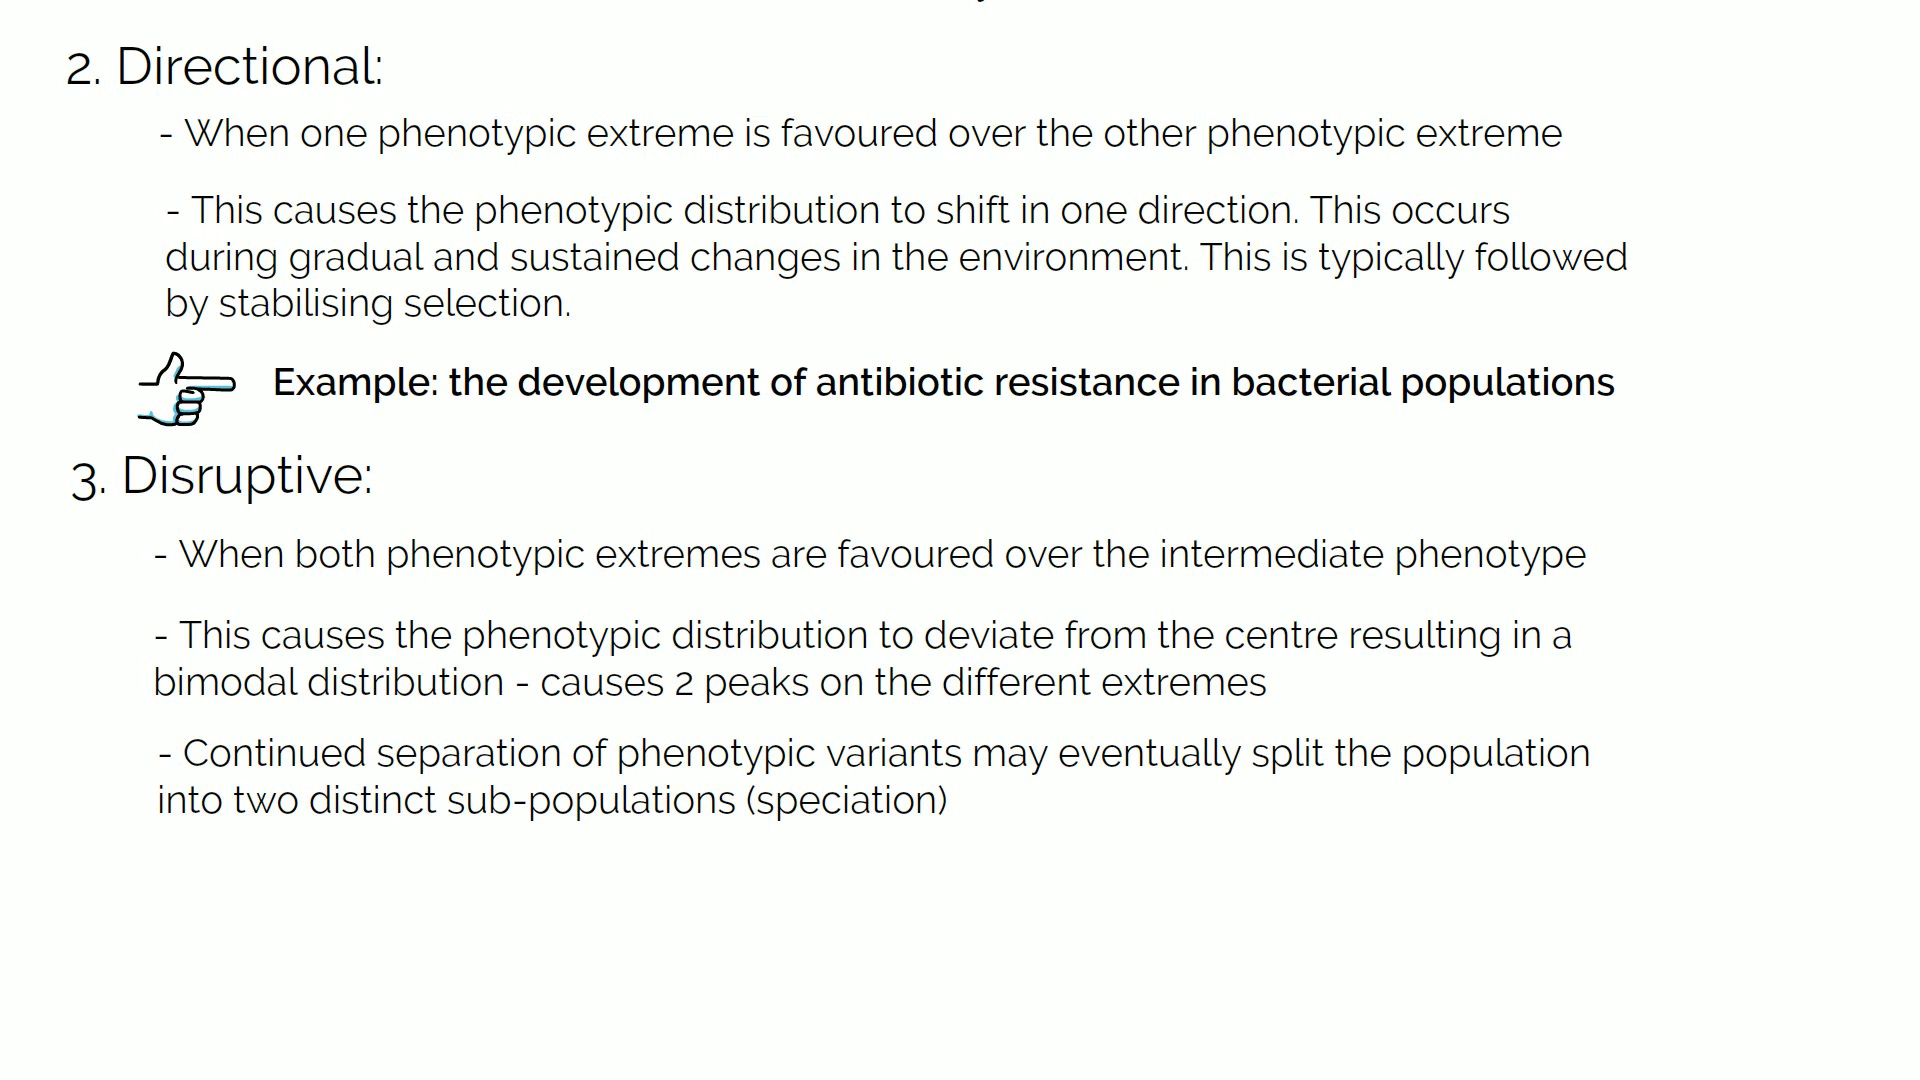 2. Directional:
- When one phenotypic extreme is favoured over the other phenotypic extreme
- This causes the phenotypic distribution to shift in one direction. This occurs
during gradual and sustained changes in the environment. This is typically followed
by stabilising selection.
Example: the development of antibiotic resistance in bacterial populations
3. Disruptive:
- When both phenotypic extremes are favoured over the intermediate phenotype
- This causes the phenotypic distribution to deviate from the centre resulting in a
bimodal distribution - causes 2 peaks on the different extremes
- Continued separation of phenotypic variants may eventually split the population
into two distinct sub-populations (speciation)